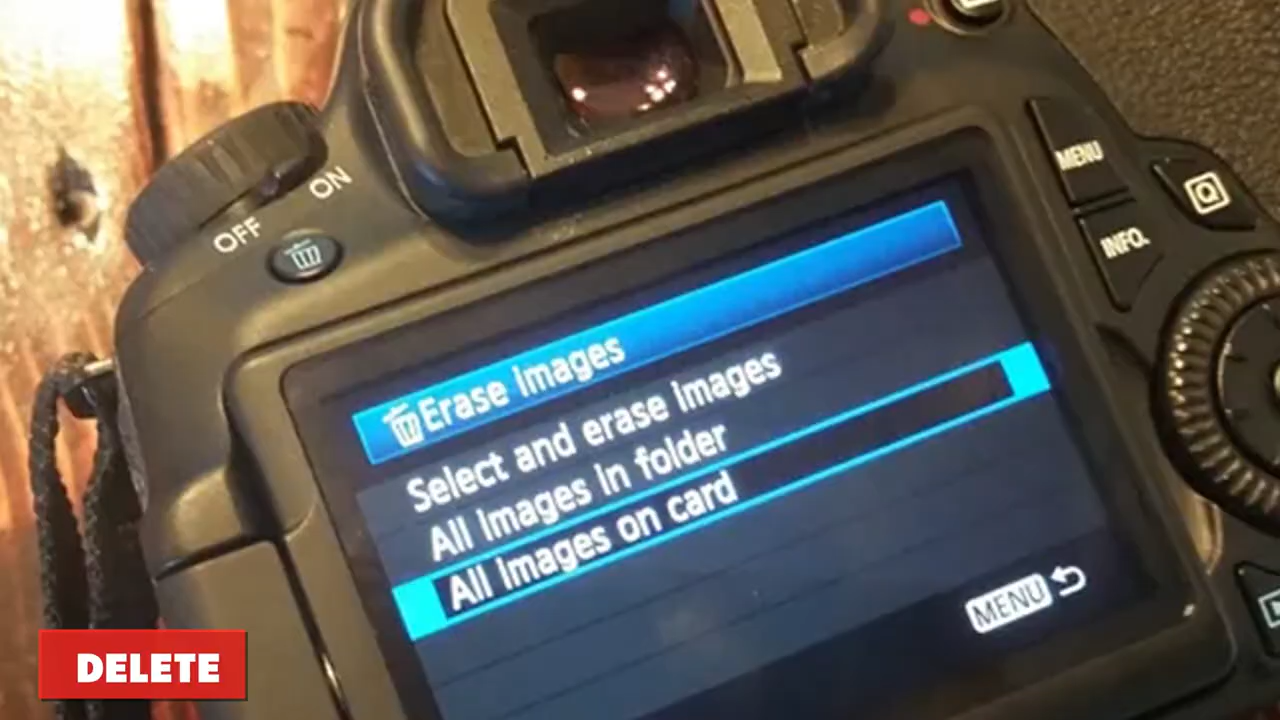 ON
OFF
MENU
Q
INFO.
Erase images
Select and erase images
All images in folder
All images on card
MENU
DELETE